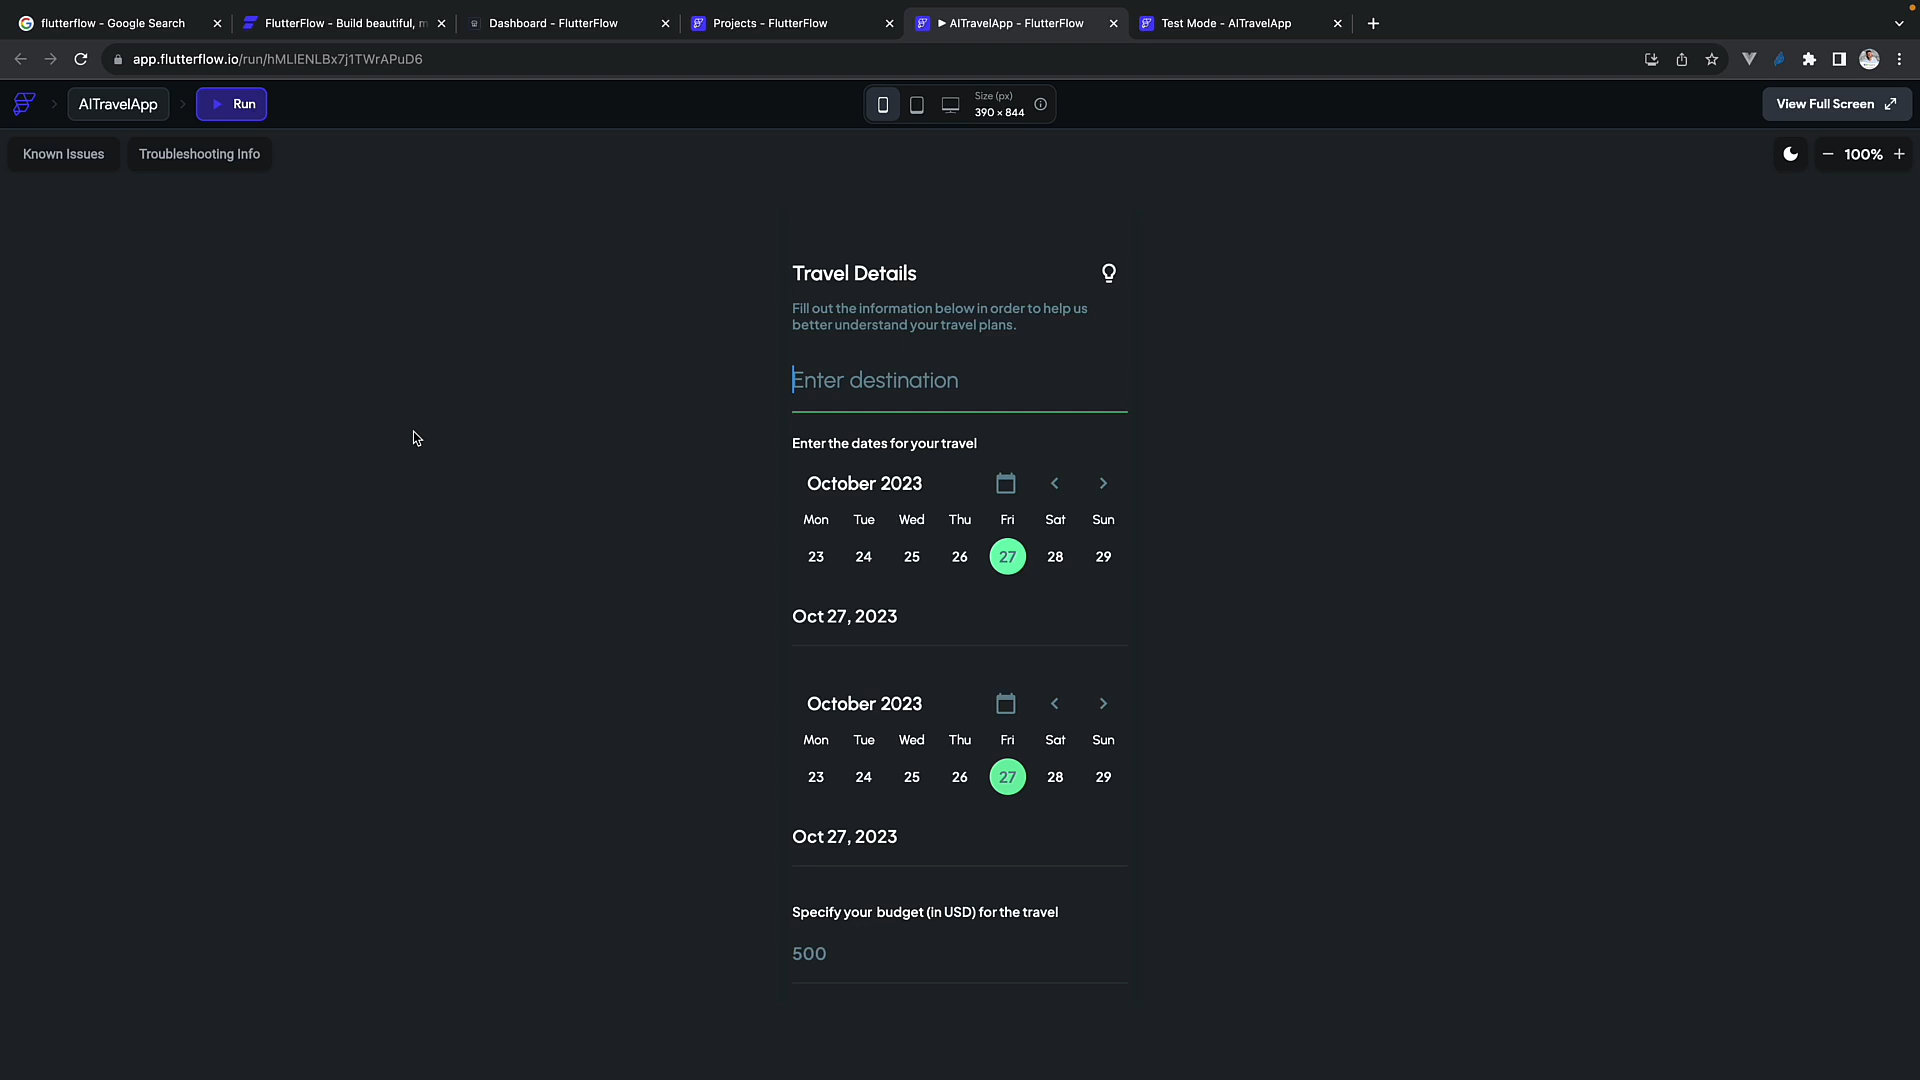 flutterflow - Google Search
FlutterFlow - Build beautiful, m
Dashboard - FlutterFlow
Projects - FlutterFlow
▶ AITravelApp - FlutterFlow
Test Mode - AITravelApp
app.flutterflow.io/run/hMLIENLBx7j1TWrAPuD6
AITravelApp
Run
Size (px)
390 × 844
View Full Screen
Known Issues
Troubleshooting Info
100%
Travel Details
Fill out the information below in order to help us
better understand your travel plans.
Enter destination
Enter the dates for your travel
October 2023
Mon Tue Wed Thu Fri Sat Sun
23 24 25 26 27 28 29
Oct 27, 2023
October 2023
Mon Tue Wed Thu Fri Sat Sun
23 24 25 26 27 28 29
Oct 27, 2023
Specify your budget (in USD) for the travel
500